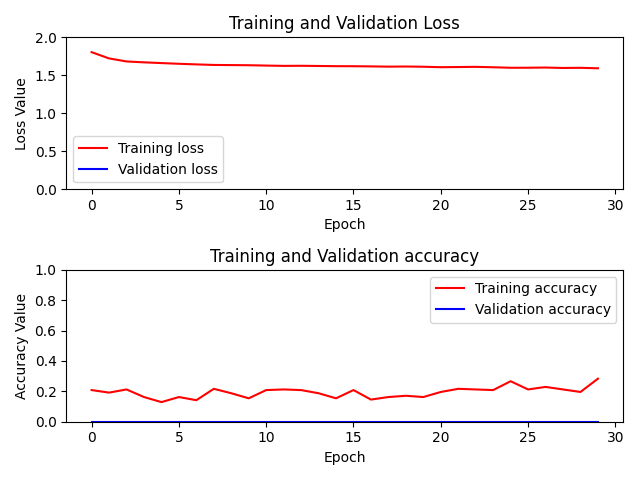 Training and Validation Loss
2.0
1.5
1.0
0.5
0.0
Loss Value
Training loss
Validation loss
0 5 10 15 20 25 30
Epoch
Training and Validation accuracy
1.0
0.8
0.6
0.4
0.2
0.0
Accuracy Value
Training accuracy
Validation accuracy
0 5 10 15 20 25 30
Epoch